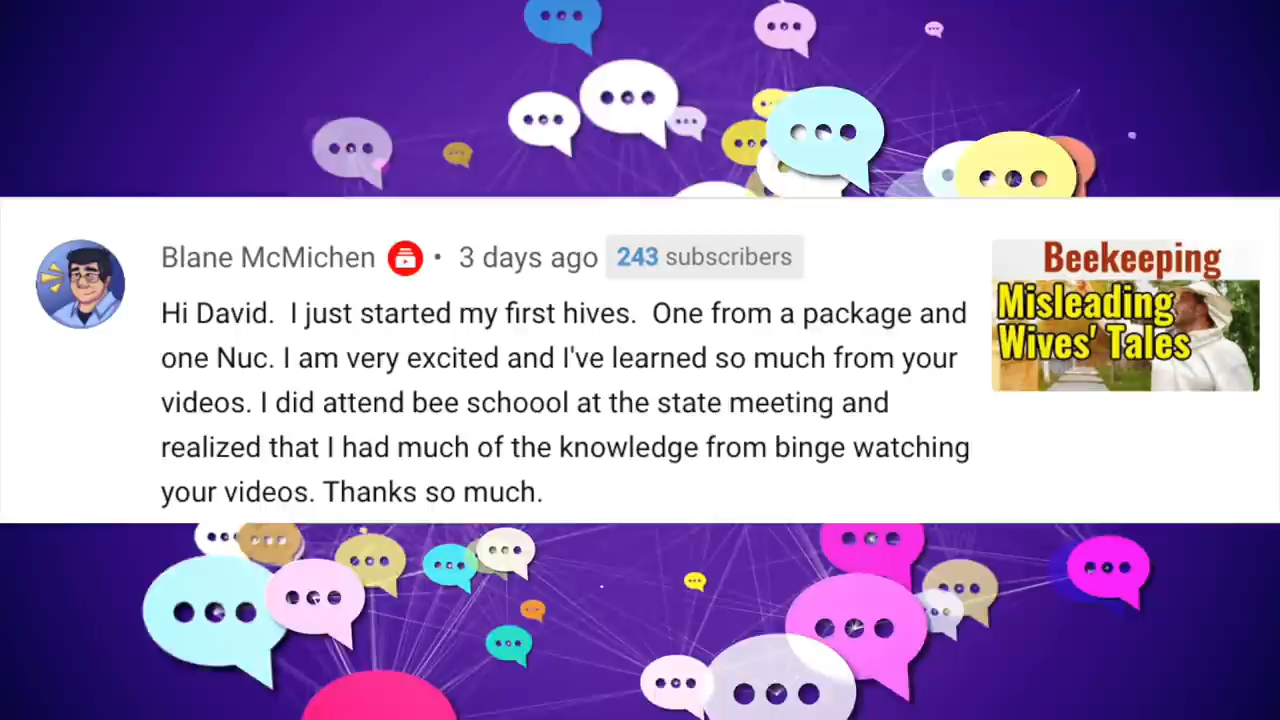 Blane McMichen • 3 days ago 243 subscribers
Hi David. I just started my first hives. One from a package and
one Nuc. I am very excited and I've learned so much from your
videos. I did attend bee schoool at the state meeting and
realized that I had much of the knowledge from binge watching
your videos. Thanks so much.
Beekeeping
Misleading
Wives' Tales